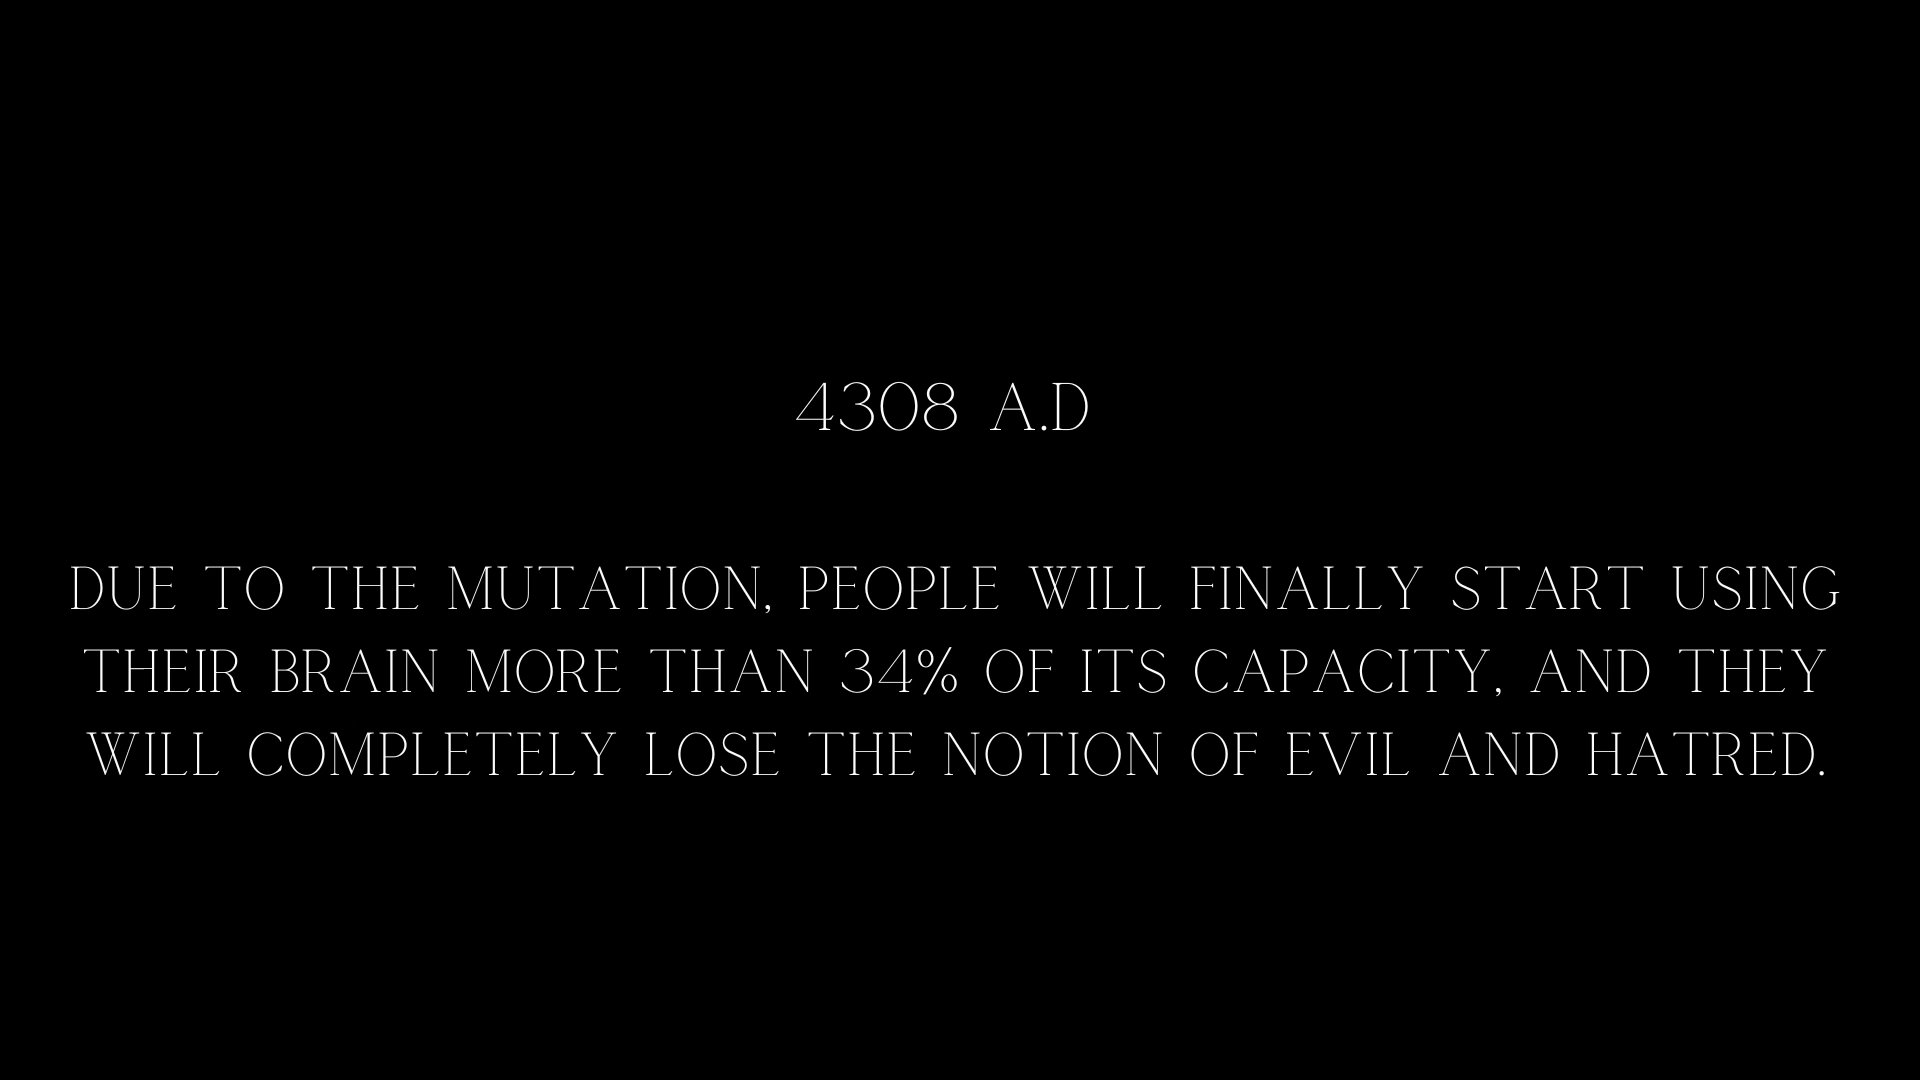 4308 A.D
DUE TO THE MUTATION, PEOPLE WILL FINALLY START USING
THEIR BRAIN MORE THAN 34% OF ITS CAPACITY, AND THEY
WILL COMPLETELY LOSE THE NOTION OF EVIL AND HATRED.